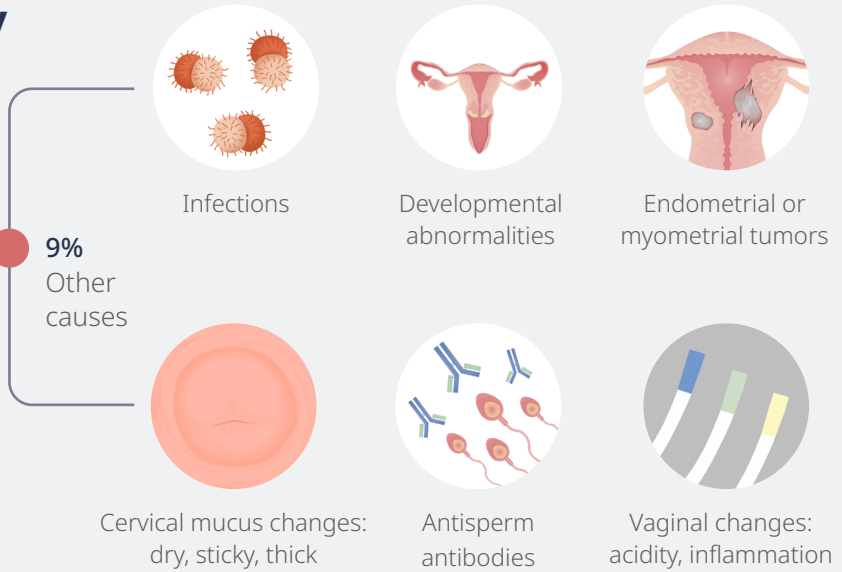 Infections
Developmental
abnormalities
Endometrial or
myometrial tumors
9%
Other
causes
Cervical mucus changes:
dry, sticky, thick
Antisperm
antibodies
Vaginal changes:
acidity, inflammation